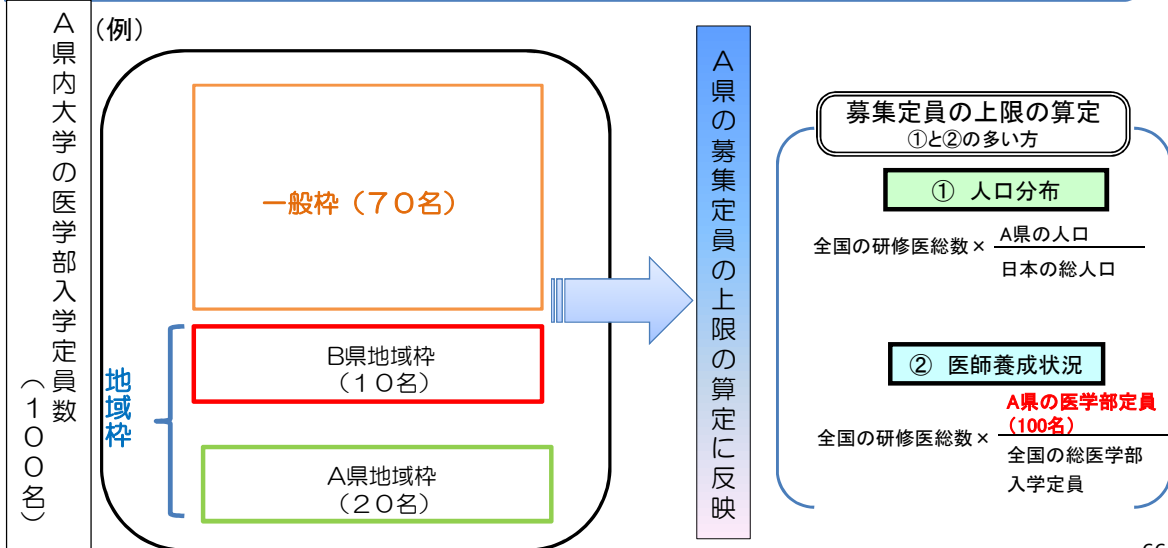 A県内大学の医学部入学定員数
（１００名）
（例）
一般枠（７０名）
B県地域枠
（１０名）
地域枠
A県地域枠
（２０名）
A県の募集定員の上限の算定に反映
募集定員の上限の算定
①と②の多い方
① 人口分布
全国の研修医総数×
A県の人口
日本の総人口
② 医師養成状況
全国の研修医総数×
A県の医学部定員
（100名）
全国の総医学部
入学定員